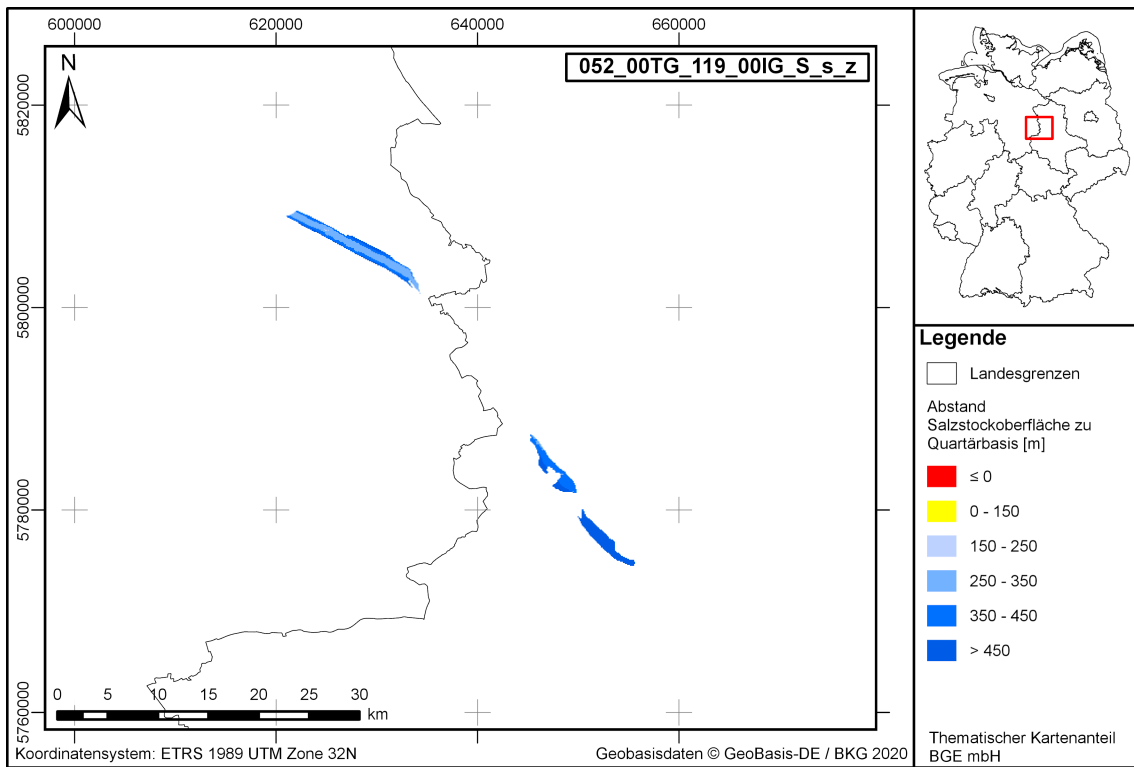 600000 620000 640000 660000
052_00TG_119_00IG_S_s_z
N
5820000
5800000
5780000
5760000
0 5 10 15 20 25 30
km
Koordinatensystem: ETRS 1989 UTM Zone 32N
Geobasisdaten © GeoBasis-DE / BKG 2020
Legende
Landesgrenzen
Abstand
Salzstockoberfläche zu
Quartärbasis [m]
≤ 0
0 - 150
150 - 250
250 - 350
350 - 450
> 450
Thematischer Kartenanteil
BGE mbH